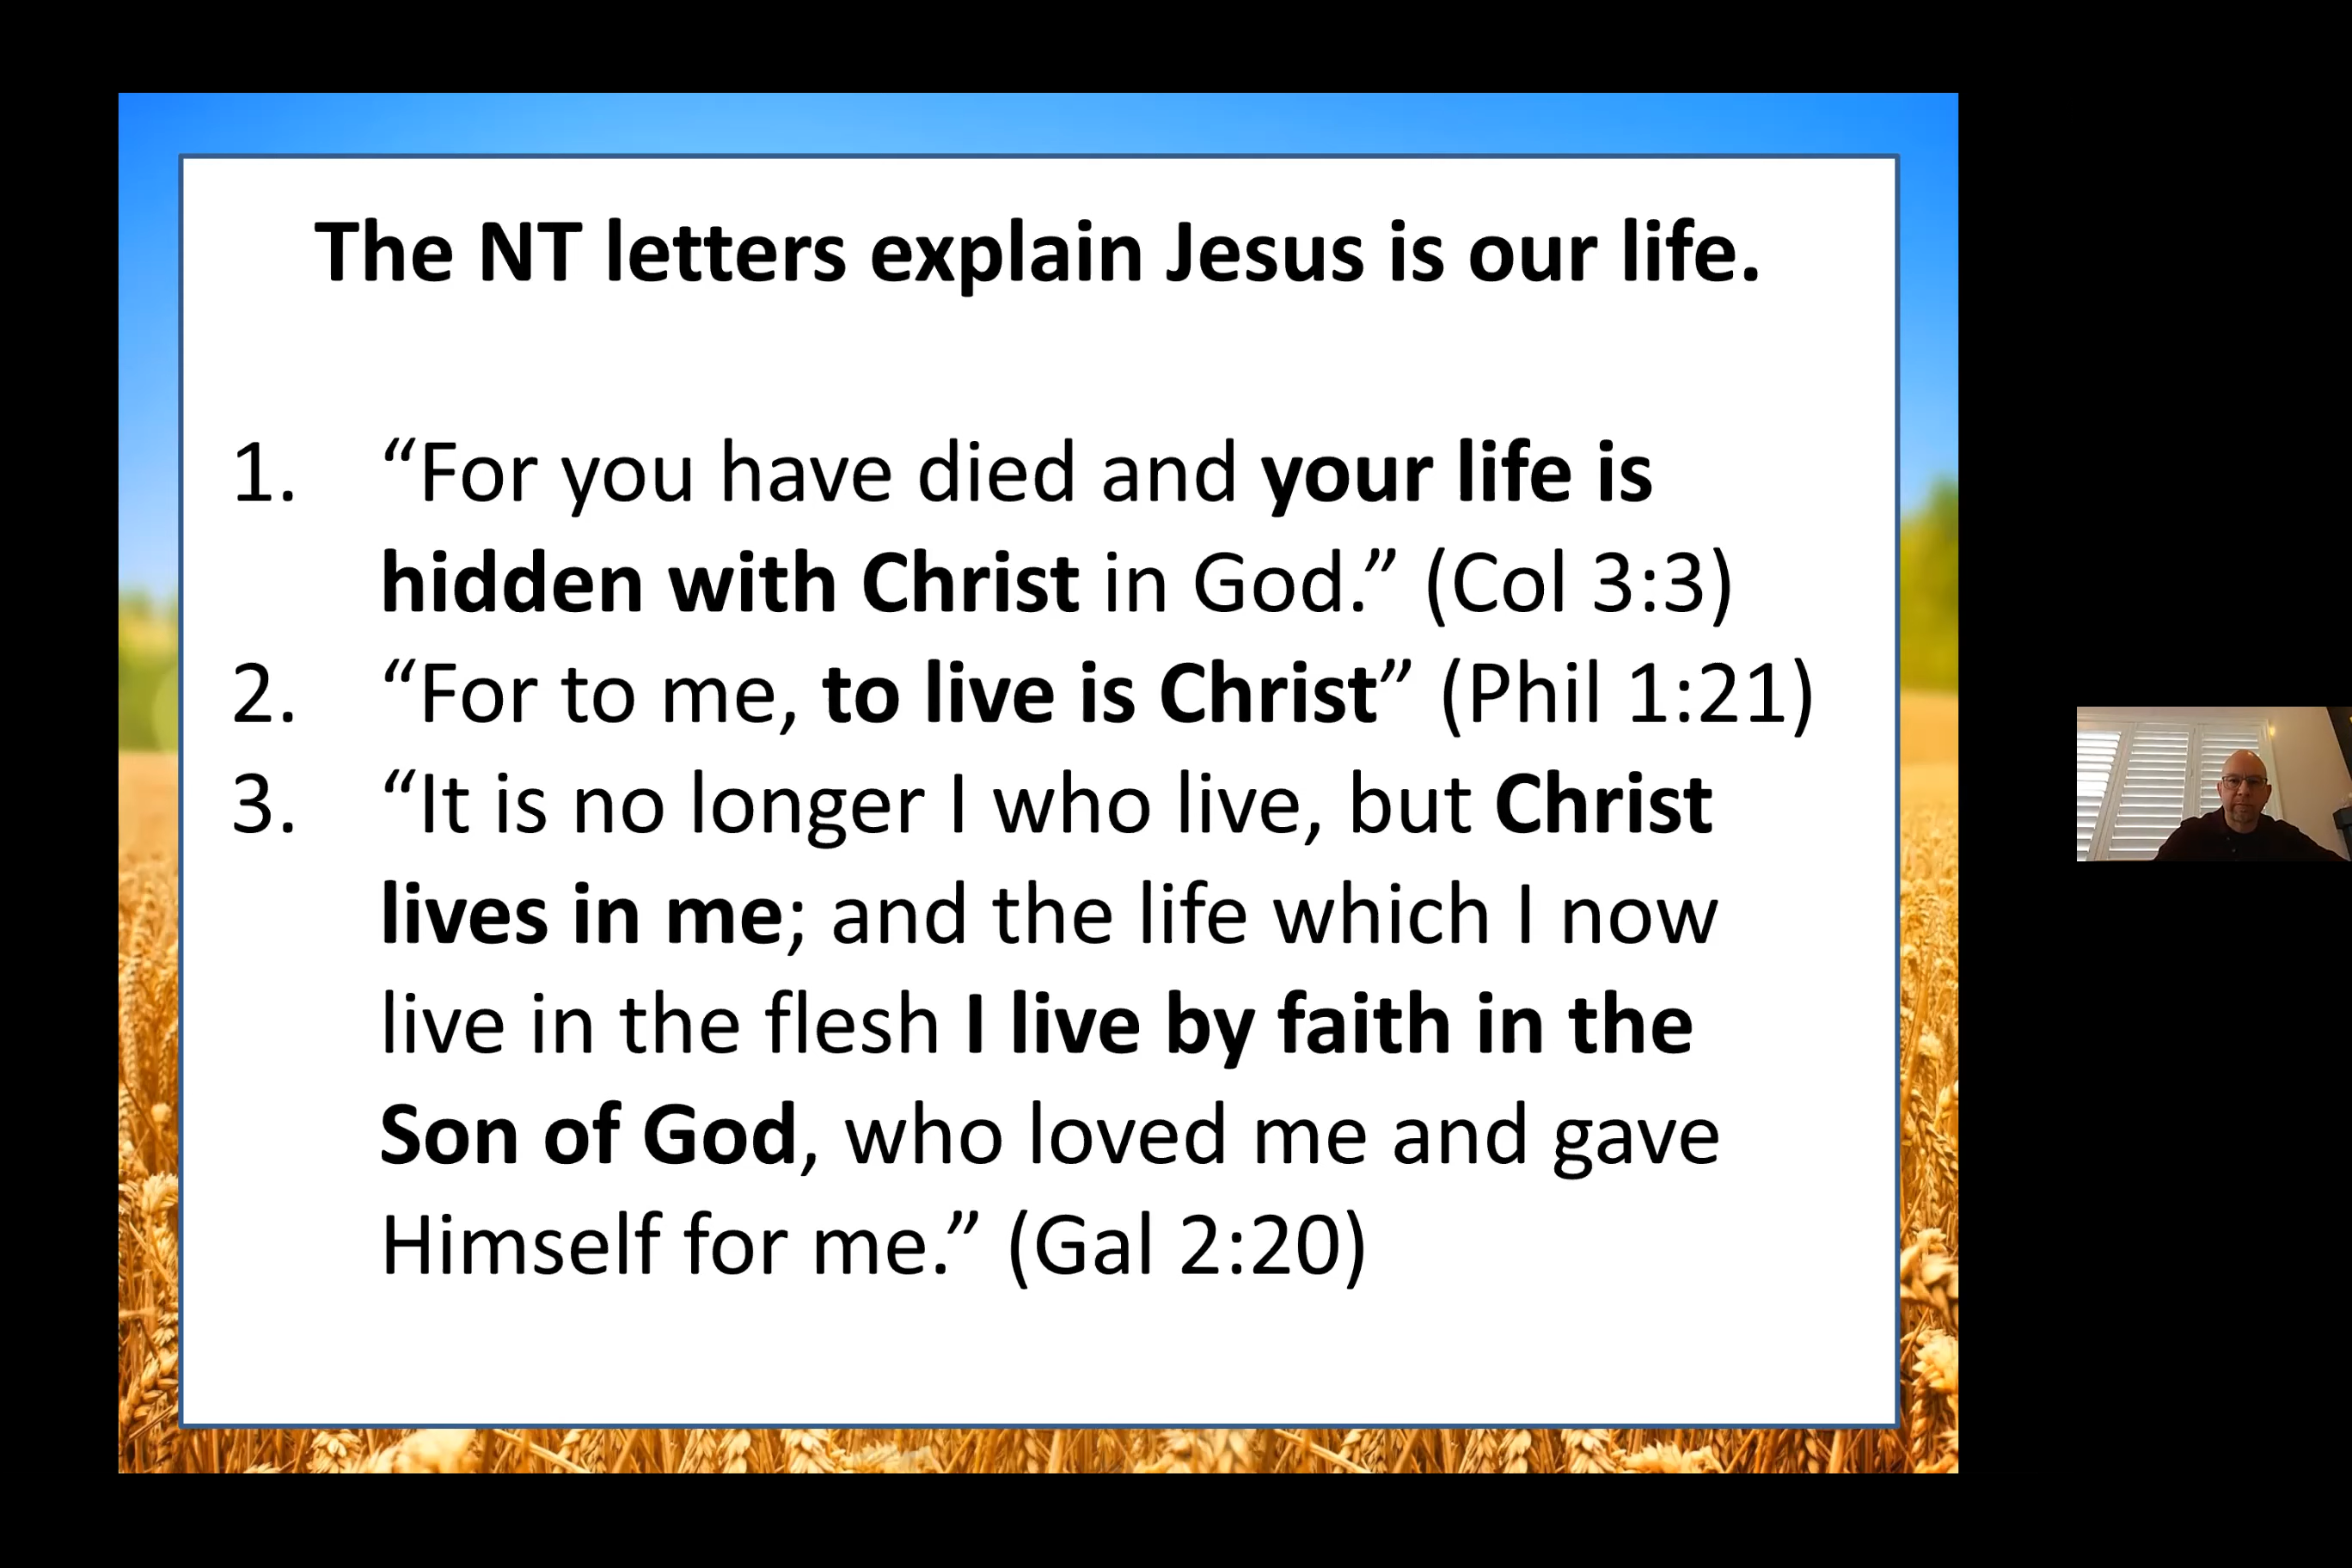 The NT letters explain Jesus is our life.
1. “For you have died and your life is
hidden with Christ in God.” (Col 3:3)
2. “For to me, to live is Christ” (Phil 1:21)
3. “It is no longer I who live, but Christ
lives in me; and the life which I now
live in the flesh I live by faith in the
Son of God, who loved me and gave
Himself for me.” (Gal 2:20)